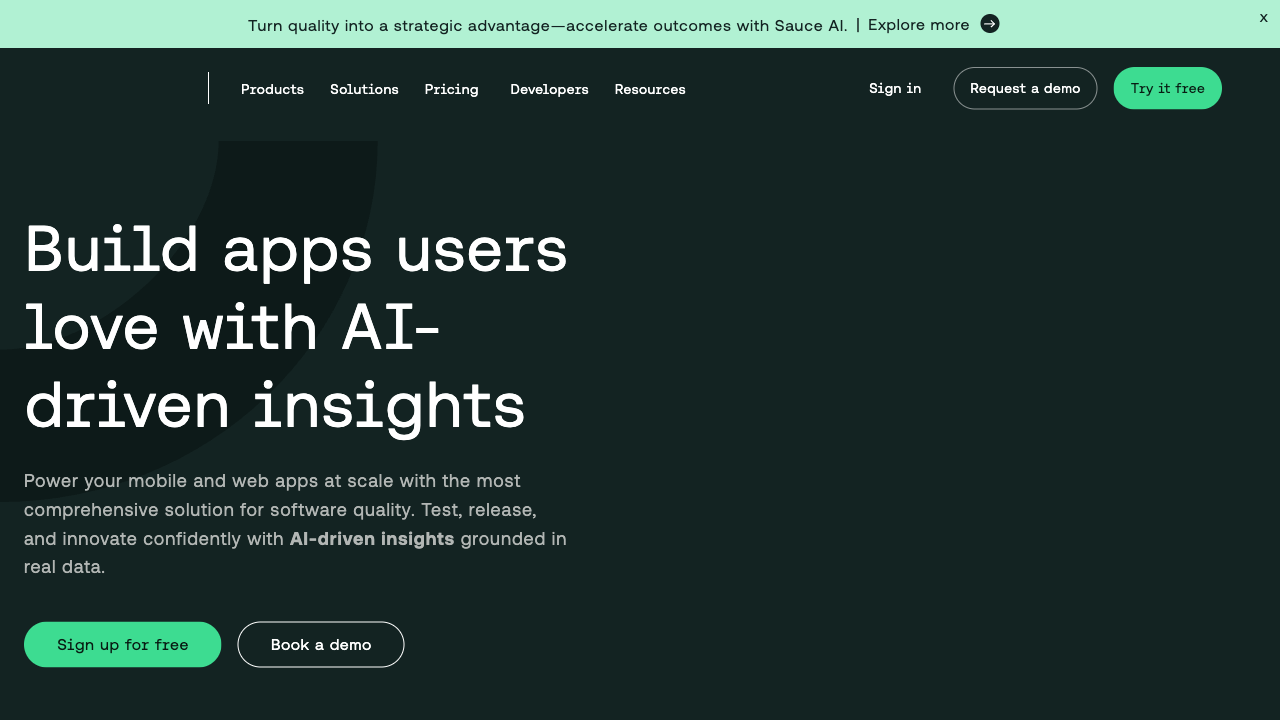 Turn quality into a strategic advantage—accelerate outcomes with Sauce AI. | Explore more
x
Products Solutions Pricing Developers Resources Sign in Request a demo Try it free
Build apps users
love with AI-
driven insights
Power your mobile and web apps at scale with the most
comprehensive solution for software quality. Test, release,
and innovate confidently with AI-driven insights grounded in
real data.
Sign up for free Book a demo